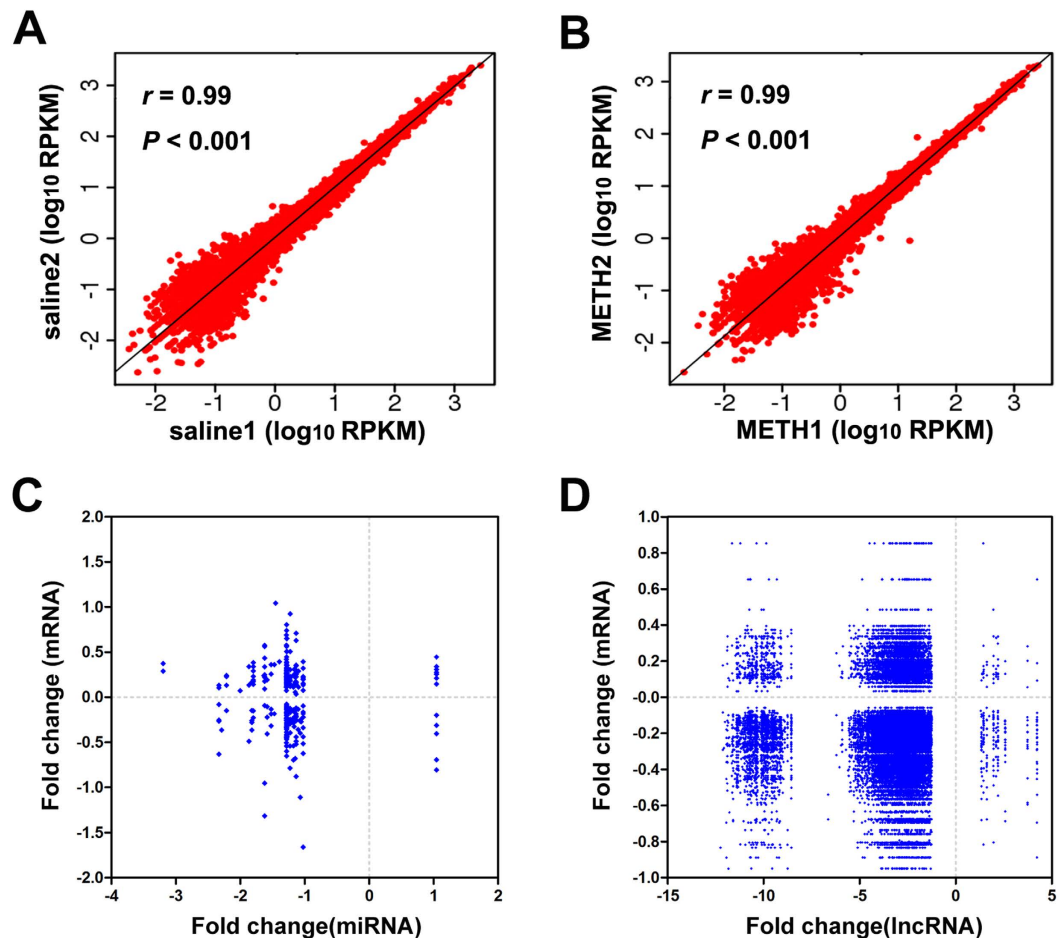 A
B
r = 0.99
P < 0.001
3
2
1
0
-1
-2
saline2 (log10 RPKM)
-2 -1 0 1 2 3
saline1 (log10 RPKM)
r = 0.99
P < 0.001
3
2
1
0
-1
-2
METH2 (log10 RPKM)
-2 -1 0 1 2 3
METH1 (log10 RPKM)
C
D
2.0
1.5
1.0
0.5
0.0
-0.5
-1.0
-1.5
-2.0
Fold change (mRNA)
-4 -3 -2 -1 0 1 2
Fold change(miRNA)
1.0
0.8
0.6
0.4
0.2
-0.0
-0.2
-0.4
-0.6
-0.8
-1.0
Fold change (mRNA)
-15 -10 -5 0 5
Fold change(lncRNA)